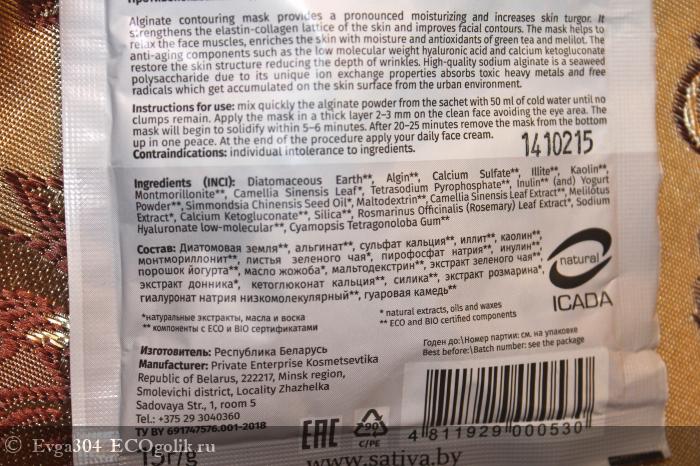 Alginate contouring mask provides a pronounced moisturizing and increases skin turgor. It
strengthens the elastin-collagen lattice of the skin and improves facial contours. The mask helps to
relax the face muscles, enriches the skin with moisture and antioxidants of green tea and melilot. The
anti-aging components such as the low molecular weight hyaluronic acid and calcium ketogluconate
restore the skin structure reducing the depth of wrinkles. High-quality sodium alginate is a seaweed
polysaccharide due to its unique ion exchange properties absorbs toxic heavy metals and free
radicals which get accumulated on the skin surface from the urban environment.
Instructions for use: mix quickly the alginate powder from the sachet with 50 ml of cold water until no
clumps remain. Apply the mask in a thick layer 2-3 mm on the clean face avoiding the eye area. The
mask will begin to solidify within 5-6 minutes. After 20-25 minutes remove the mask from the bottom
up in one peace. At the end of the procedure apply your daily face cream.
Contraindications: individual intolerance to ingredients.
1410215
Ingredients (INCI): Diatomaceous Earth**, Algin**, Calcium Sulfate**, Illite**, Kaolin**,
Montmorillonite**, Camellia Sinensis Leaf*, Tetrasodium Pyrophosphate**, Inulin** (and) Yogurt
Powder**, Simmondsia Chinensis Seed Oil*, Maltodextrin**, Camellia Sinensis Leaf Extract**, Melilotus
Extract*, Calcium Ketogluconate**, Silica**, Rosmarinus Officinalis (Rosemary) Leaf Extract*, Sodium
Hyaluronate low-molecular**, Cyamopsis Tetragonoloba Gum**
Состав: Диатомовая земля**, альгинат**, сульфат кальция**, иллит**, каолин**,
монтмориллонит**, листья зеленого чая*, пирофосфат натрия**, инулин**,
порошок йогурта**, масло жожоба*, мальтодекстрин**, экстракт зеленого чая**,
экстракт донника*, кетоглюконат кальция**, силика**, экстракт розмарина*,
гиалуронат натрия низкомолекулярный**, гуаровая камедь**
natural
ICADA
*натуральные экстракты, масла и воска
** компоненты с ECO и BIO сертификатами
* natural extracts, oils and waxes
** ECO and BIO certified components
Изготовитель: Республика Беларусь
Manufacturer: Private Enterprise Kosmetsevtika
Republic of Belarus, 222217, Minsk region,
Smolevichi district, Locality Zhazhelka
Sadovaya Str., 1, room 5
Tel.: +375 29 3040360
TY BY 691747576.001-2018
Годен до:\Номер партии: см. на упаковке
Best before:\Batch number: see the package
EAC
90
C/PE
4 811929 000530
www.sativa.by
© Evga304 ECOgolik.ru